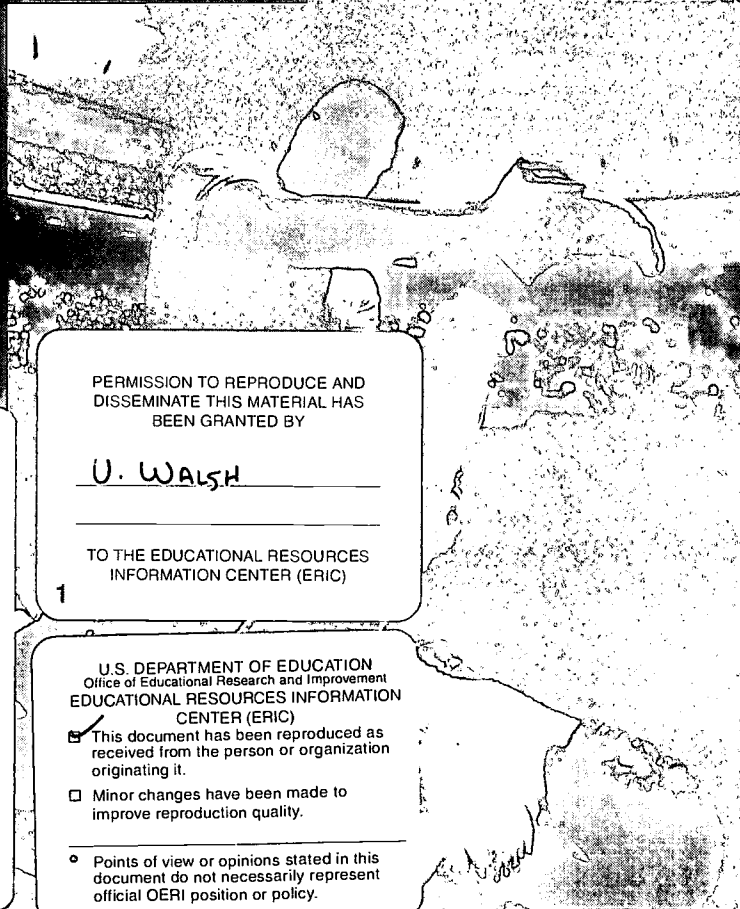 PERMISSION TO REPRODUCE AND
DISSEMINATE THIS MATERIAL HAS
BEEN GRANTED BY
U. WALSH
TO THE EDUCATIONAL RESOURCES
INFORMATION CENTER (ERIC)
1
U.S. DEPARTMENT OF EDUCATION
Office of Educational Research and Improvement
EDUCATIONAL RESOURCES INFORMATION
CENTER (ERIC)
This document has been reproduced as
received from the person or organization
originating it.
Minor changes have been made to
improve reproduction quality.
Points of view or opinions stated in this
document do not necessarily represent
official OERI position or policy.